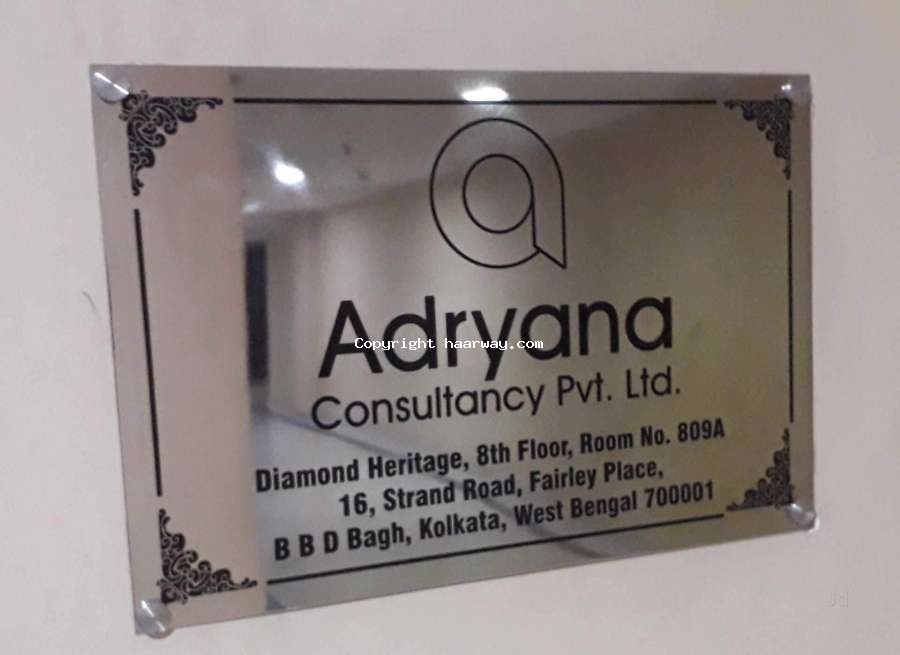 Adryana
Copyright haarway.com
Consultancy Pvt. Ltd.
Diamond Heritage, 8th Floor, Room No. 809A
16, Strand Road, Fairley Place,
B B D Bagh, Kolkata, West Bengal 700001
Jd